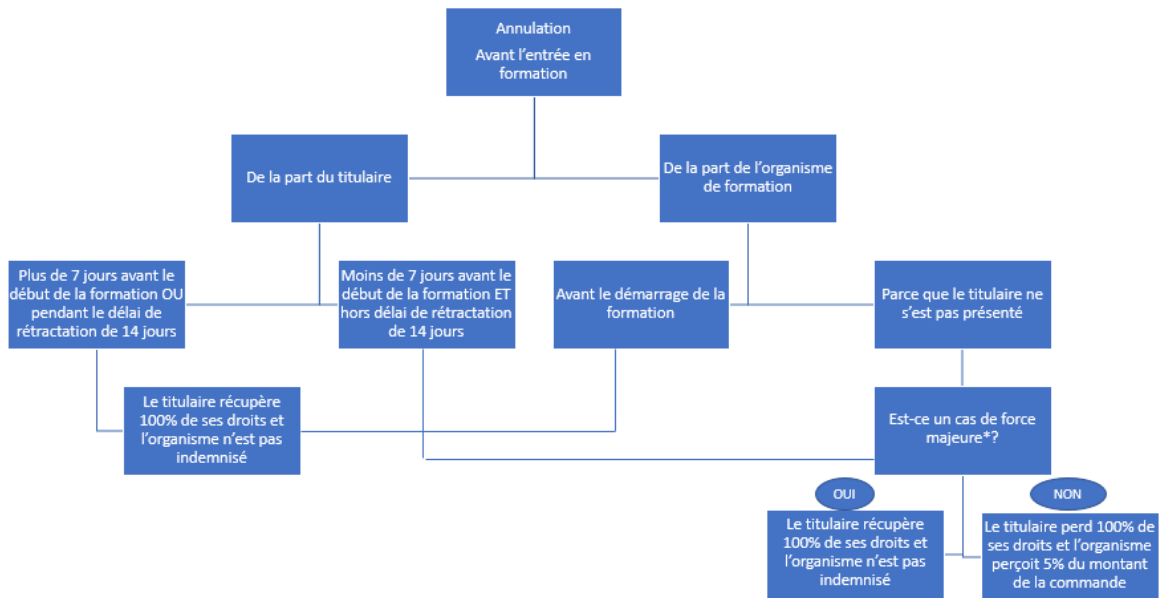 Annulation
Avant l'entrée en
formation
De la part du titulaire
De la part de l'organisme
de formation
Plus de 7 jours avant le
début de la formation OU
pendant le délai de
rétractation de 14 jours
Moins de 7 jours avant le
début de la formation ET
hors délai de rétractation
de 14 jours
Avant le démarrage de la
formation
Parce que le titulaire ne
s'est pas présenté
Le titulaire récupère
100% de ses droits et
l'organisme n'est pas
indemnisé
Est-ce un cas de force
majeure*?
OUI
NON
Le titulaire récupère
100% de ses droits et
l'organisme n'est pas
indemnisé
Le titulaire perd 100% de
ses droits et l'organisme
perçoit 5% du montant
de la commande